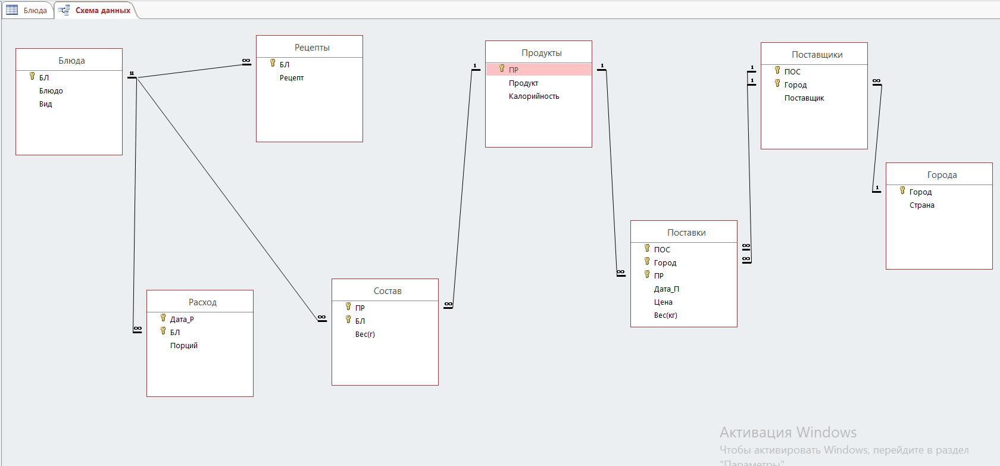 Блюда
Схема данных
Блюда
БЛ
Блюдо
Вид
1
1
∞
Рецепты
БЛ
Рецепт
Продукты
ПР
Продукт
Калорийность
1
1
Поставщики
ПОС
Город
Поставщик
1
1
∞
Города
Город
Страна
1
Поставки
ПОС
Город
ПР
Дата_П
Цена
Вес(кг)
∞
∞
∞
Состав
ПР
БЛ
Вес(г)
∞
∞
Расход
Дата_Р
БЛ
Порций
∞
Активация Windows
Чтобы активировать Windows, перейдите в раздел
"Параметры"